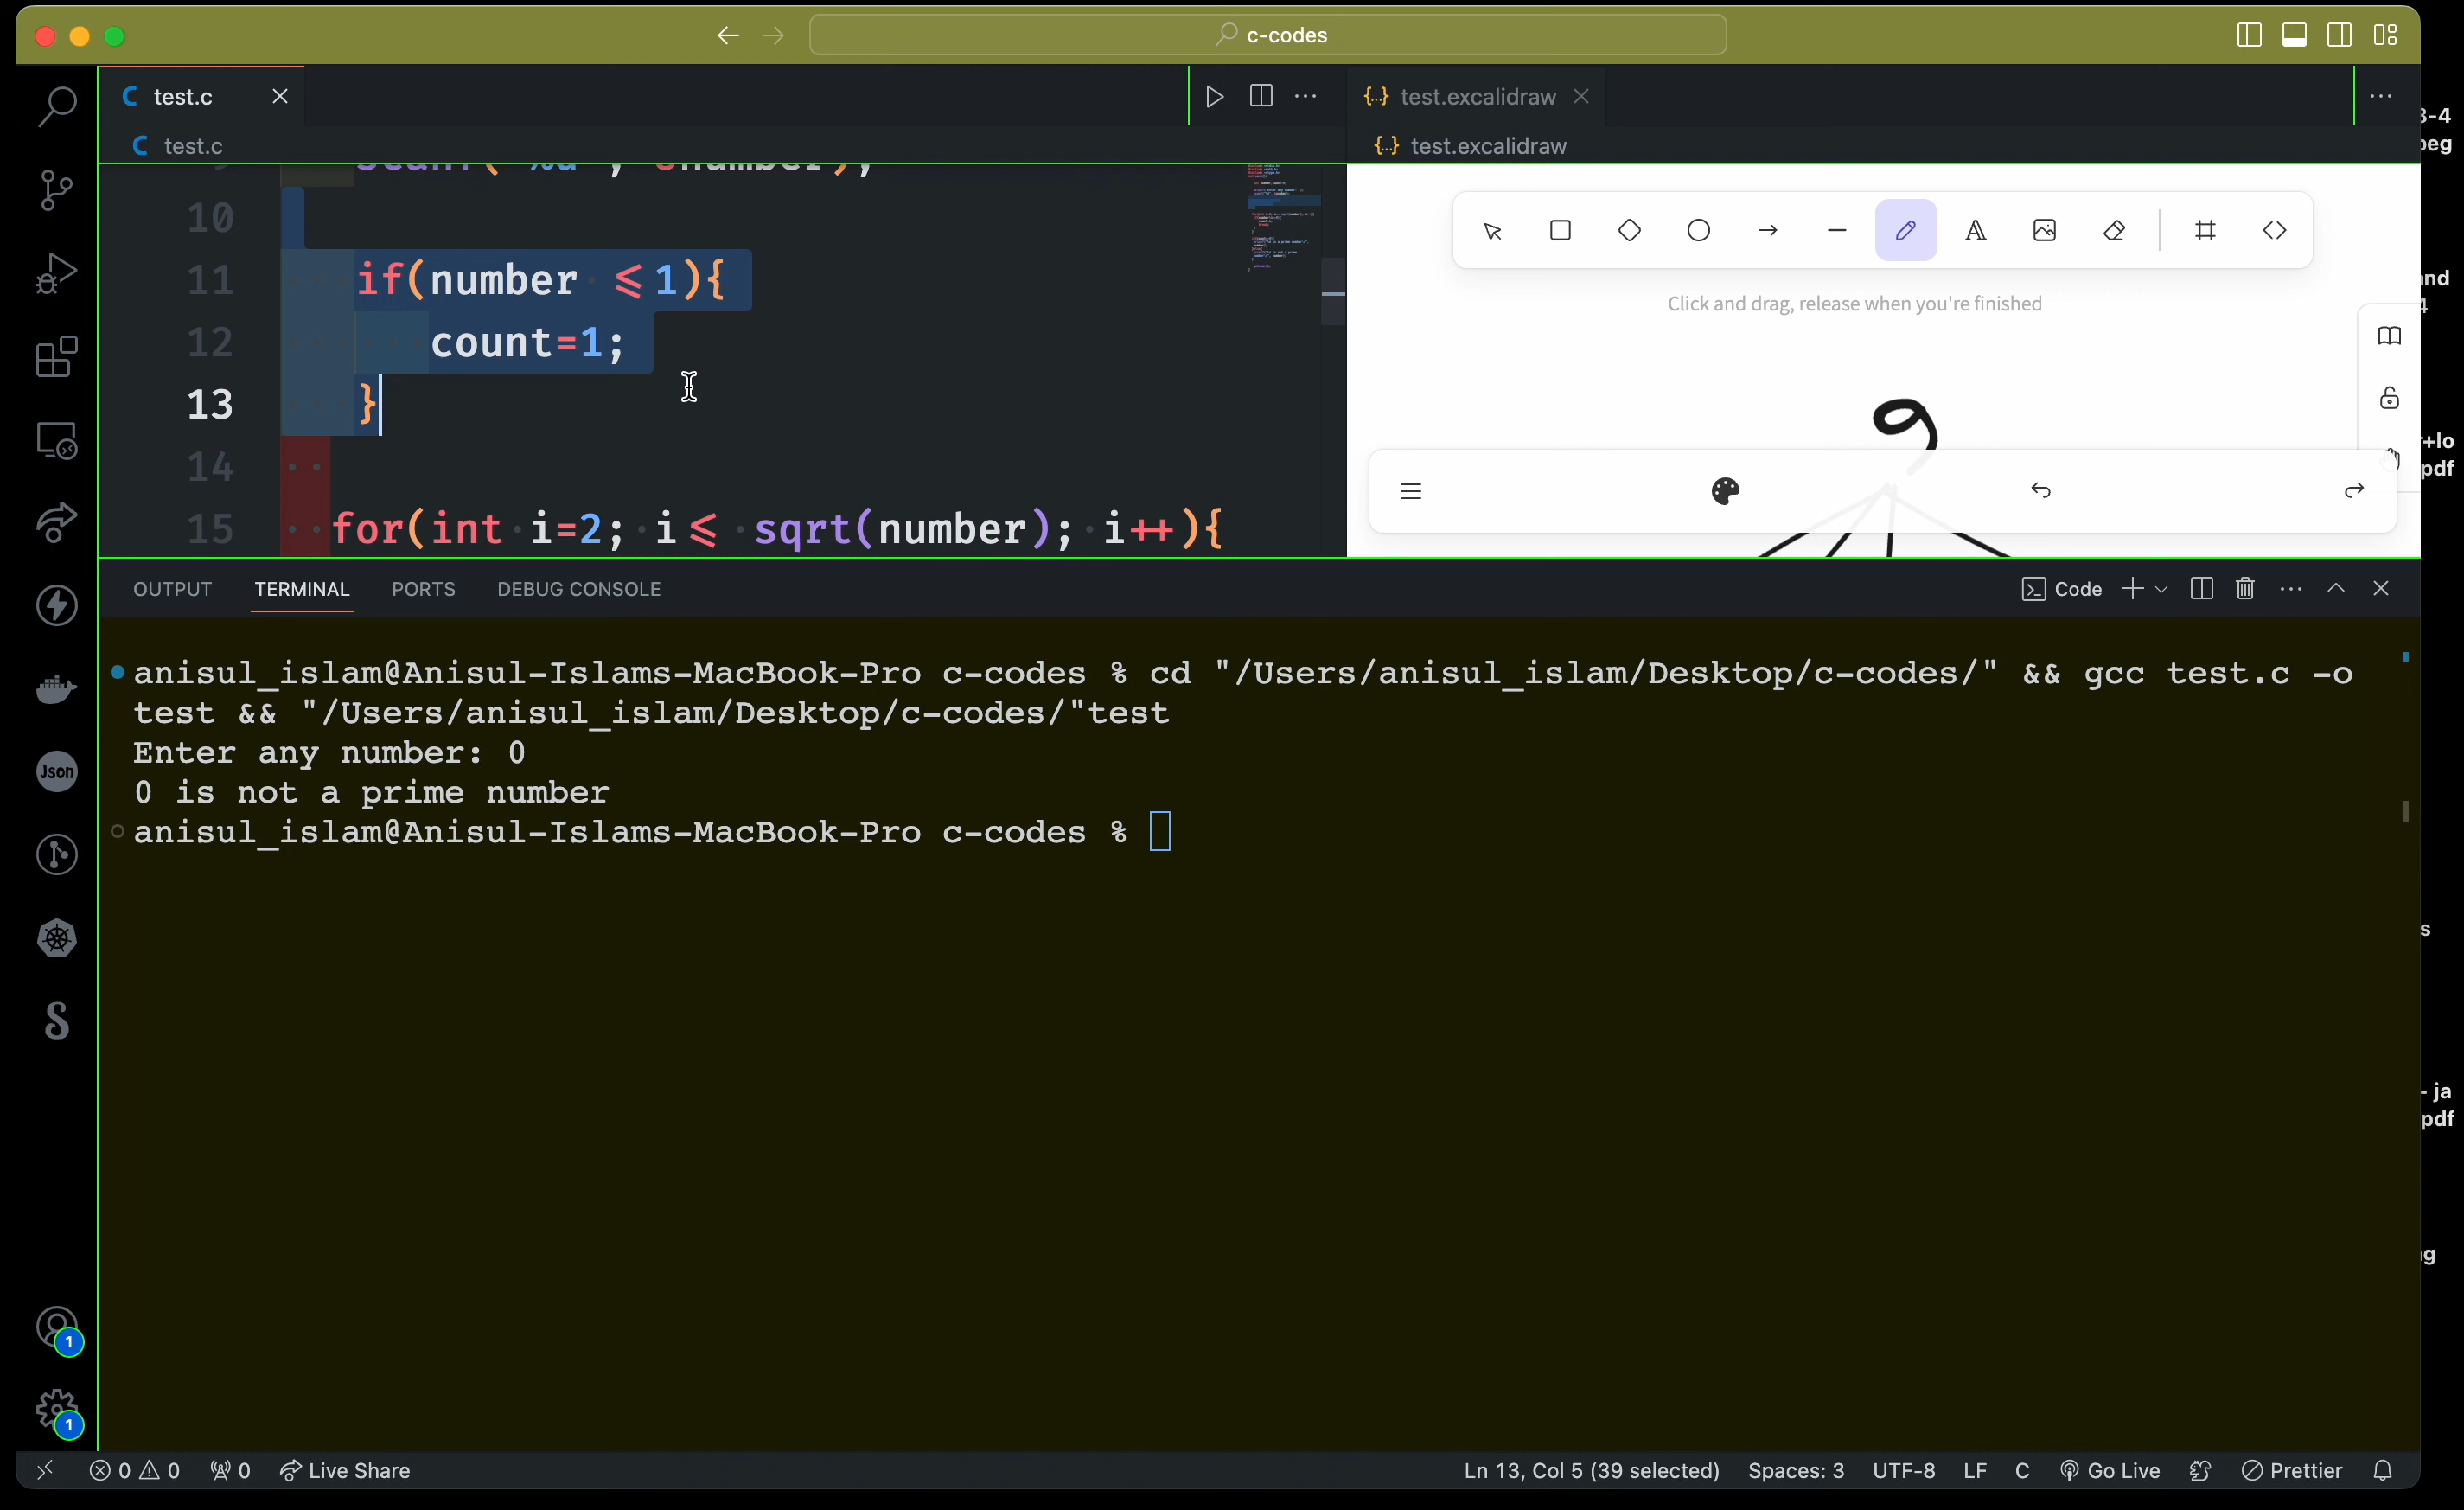 c-codes
test.c
test.excalidraw
test.c
test.excalidraw
10
11 if(number <=1){
12 count=1;
13 }
14
15 for(int i=2; i<= sqrt(number); i++){
Click and drag, release when you're finished
9
OUTPUT TERMINAL PORTS DEBUG CONSOLE
Code
anisul_islam@Anisul-Islams-MacBook-Pro c-codes % cd "/Users/anisul_islam/Desktop/c-codes/" && gcc test.c -o
test && "/Users/anisul_islam/Desktop/c-codes/"test
Enter any number: 0
0 is not a prime number
anisul_islam@Anisul-Islams-MacBook-Pro c-codes %
Json
1
1
0 0 0 Live Share
Ln 13, Col 5 (39 selected) Spaces: 3 UTF-8 LF C Go Live Prettier